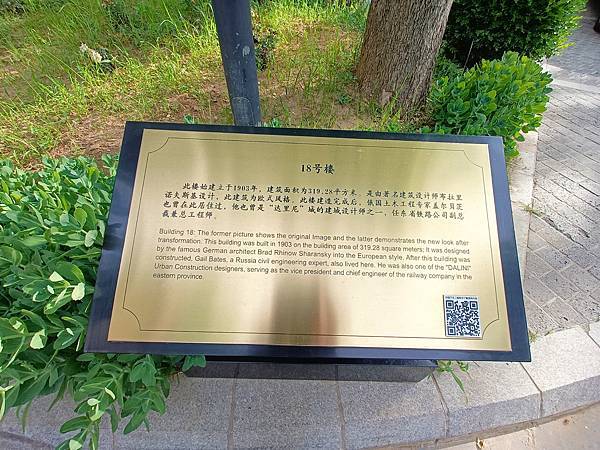 18号楼
此楼始建立于1903年，建筑面积为319.28平方米，是由著名建筑设计师布拉里
诺夫斯基设计，此建筑为欧式风格。此楼建造完成后，俄国土木工程专家盖尔贝茨
也曾在此居住过，他也曾是“达里尼”城的建城设计师之一，任东省铁路公司副总
裁兼总工程师。
Building 18: The former picture shows the original Image and the latter demonstrates the new look after
transformation. This building was built in 1903 on the building area of 319.28 square meters; It was designed
by the famous German architect Brad Rhinow Sharansky into the European style. After this building was
constructed, Gail Bates, a Russia civil engineering expert, also lived here. He was also one of the "DALINI"
Urban Construction designers, serving as the vice president and chief engineer of the railway company in the
eastern province.